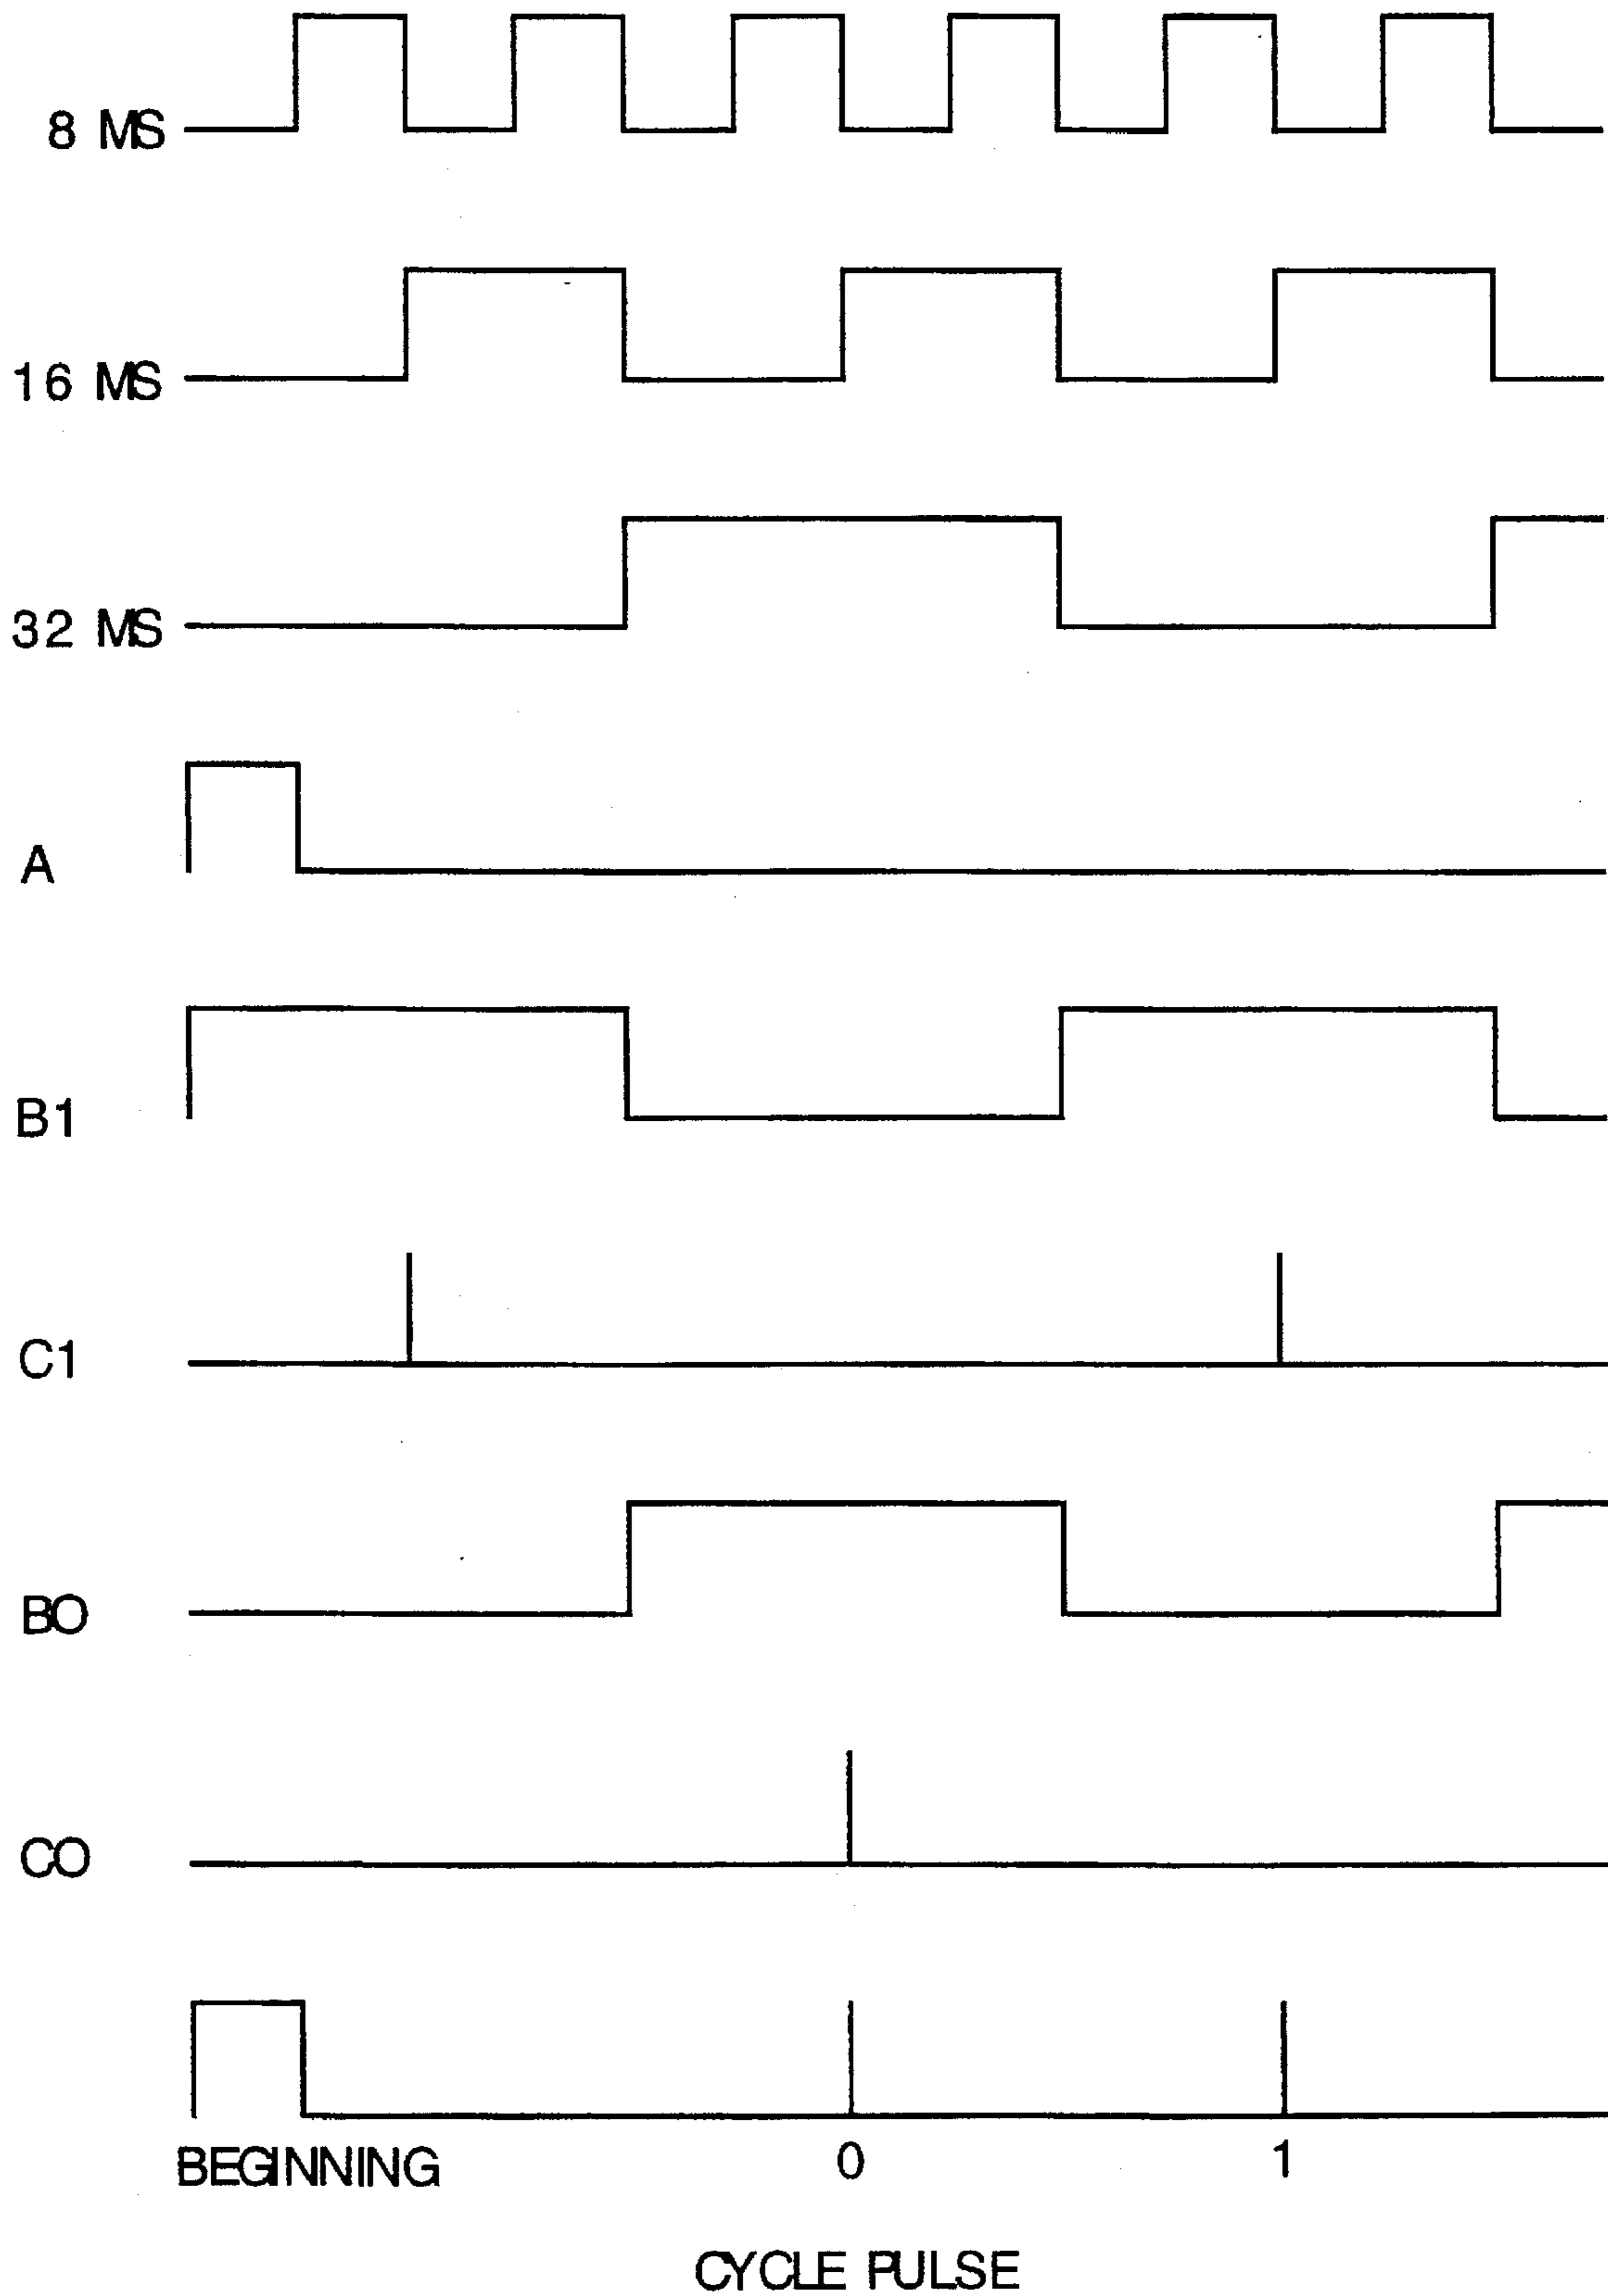 8 MS
16 MS
32 MS
A
B1
C1
BO
CO
BEGINNING 0 1
CYCLE PULSE